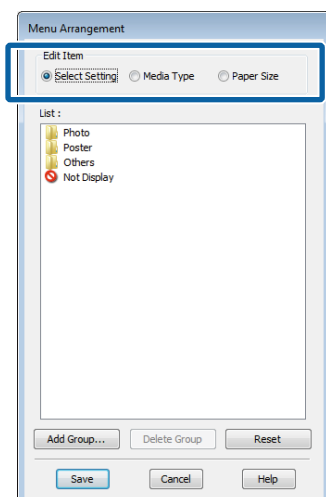 Menu Arrangement
Edit Item
Select Setting Media Type Paper Size
List :
Photo
Poster
Others
Not Display
Add Group... Delete Group Reset
Save Cancel Help